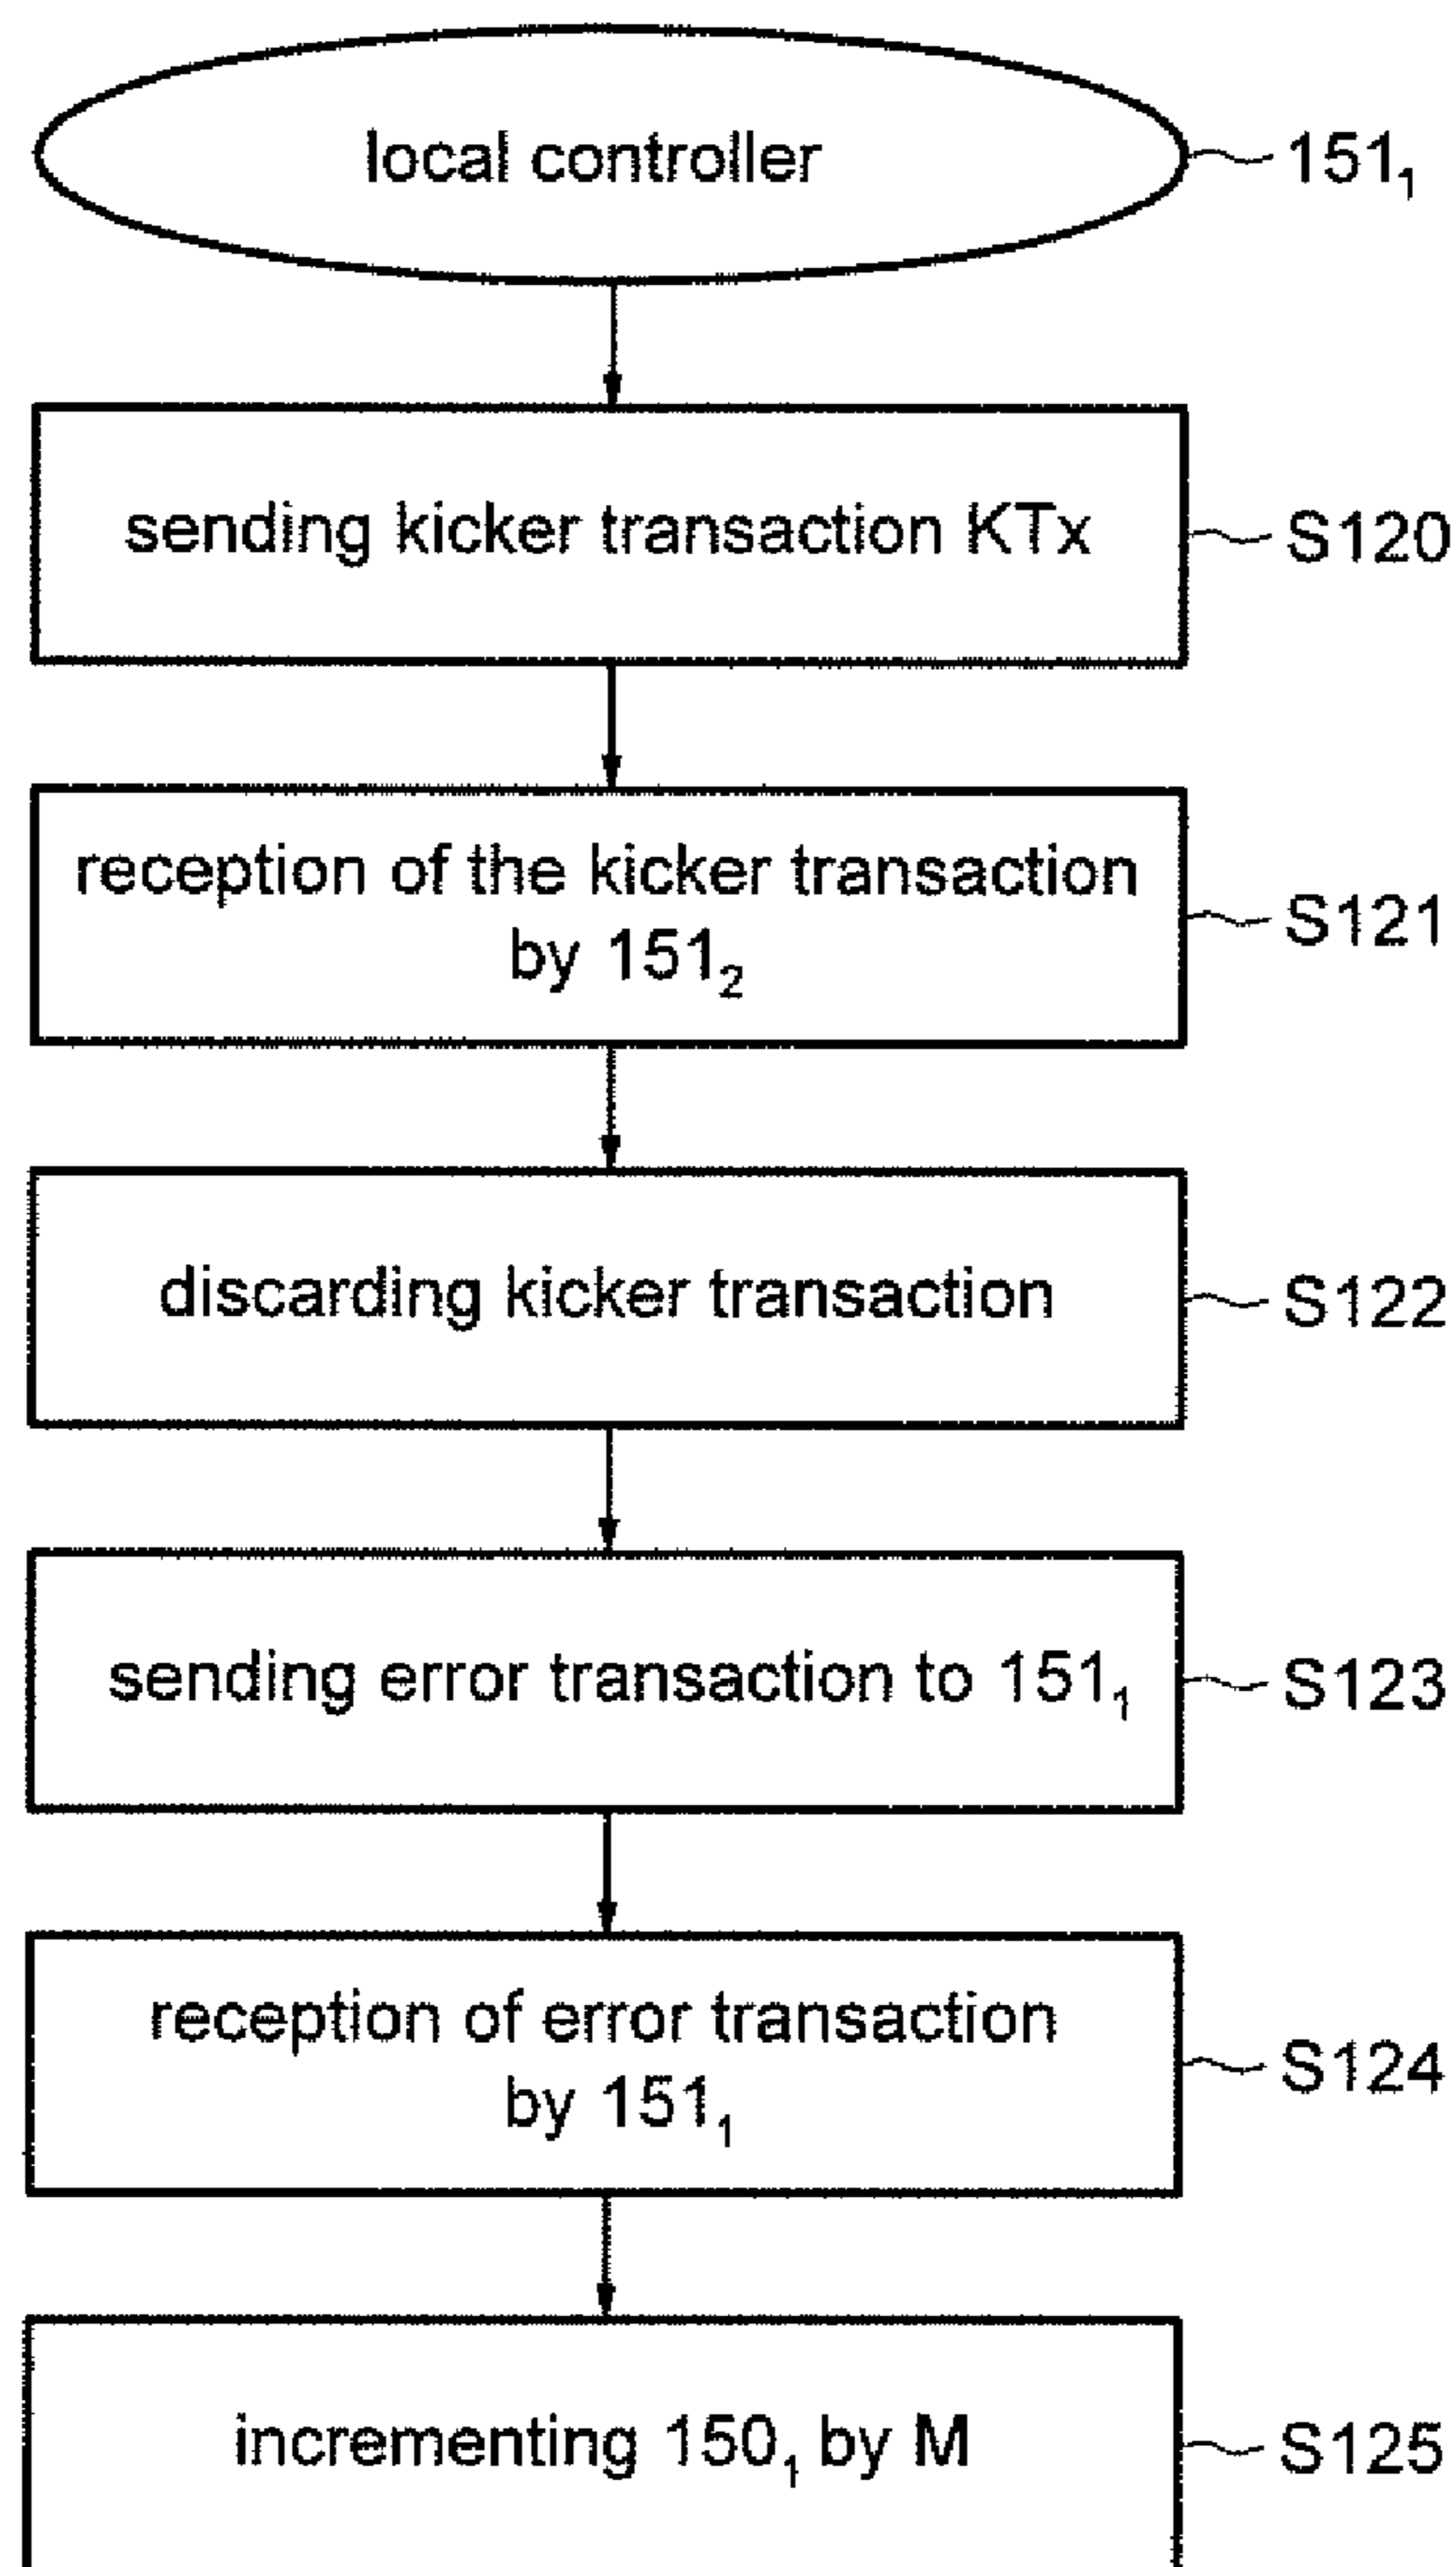 local controller 151₁
sending kicker transaction KTx S120
reception of the kicker transaction
by 151₂ S121
discarding kicker transaction S122
sending error transaction to 151₁ S123
reception of error transaction
by 151₁ S124
incrementing 150₁ by M S125